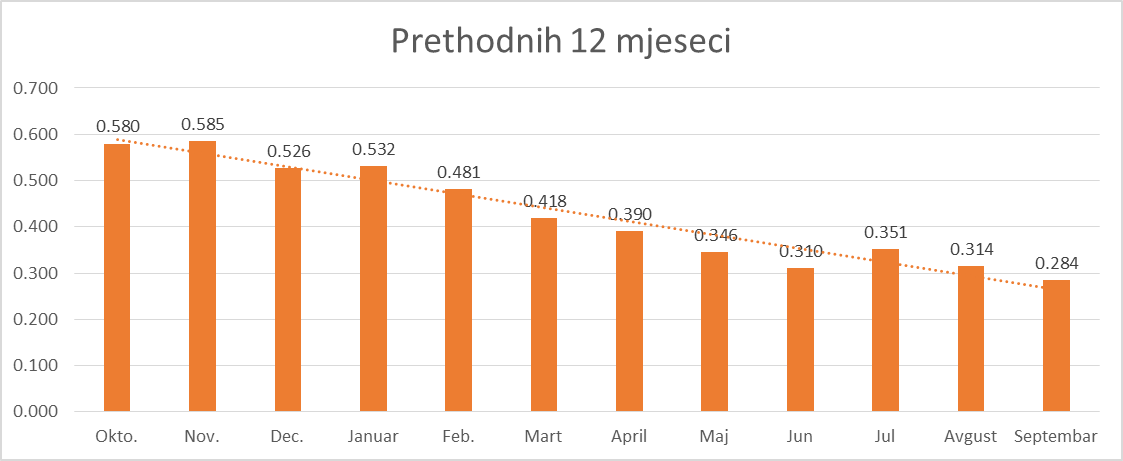 Prethodnih 12 mjeseci
0.700
0.600
0.500
0.400
0.300
0.200
0.100
0.000
0.580
0.585
0.526
0.532
0.481
0.418
0.390
0.346
0.310
0.351
0.314
0.284
Okto.
Nov.
Dec.
Januar
Feb.
Mart
April
Maj
Jun
Jul
Avgust
Septembar